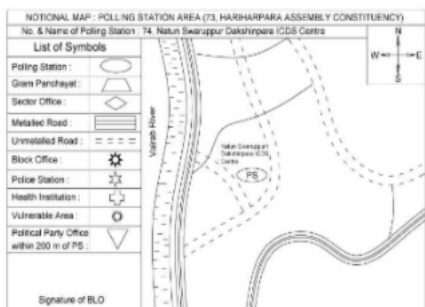 NOTIONAL MAP : POLLING STATION AREA (73, HARIHARPARA ASSEMBLY CONSTITUENCY)
No. & Name of Polling Station : 74, Natun Swaruppur Dakshinpara ICDS Centre
List of Symbols
Polling Station :
Gram Panchayat :
Sector Office :
Metalled Road :
Unmetalled Road :
Block Office :
Police Station :
Health Institution :
Vulnerable Area :
Political Party Office
within 200 m of PS :
Signature of BLO
N
W
E
S
Vairab River
Natun Swaruppur
Dakshinpara ICDS
Centre
PS